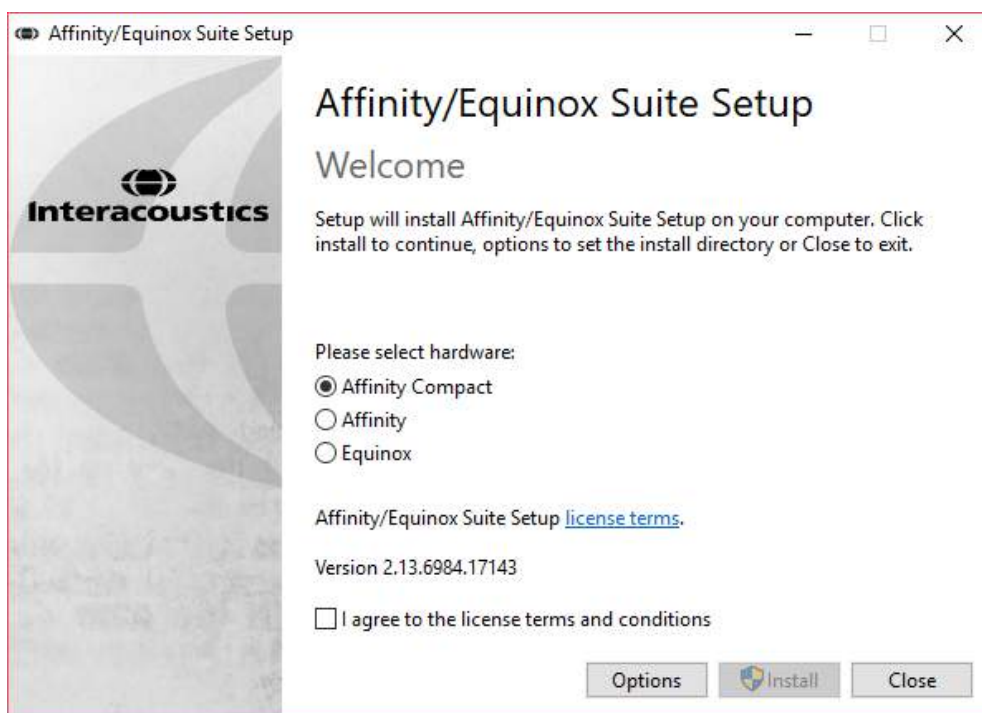 Affinity/Equinox Suite Setup
Interacoustics
Affinity/Equinox Suite Setup
Welcome
Setup will install Affinity/Equinox Suite Setup on your computer. Click
install to continue, options to set the install directory or Close to exit.
Please select hardware:
Affinity Compact
Affinity
Equinox
Affinity/Equinox Suite Setup license terms.
Version 2.13.6984.17143
I agree to the license terms and conditions
Options Install Close